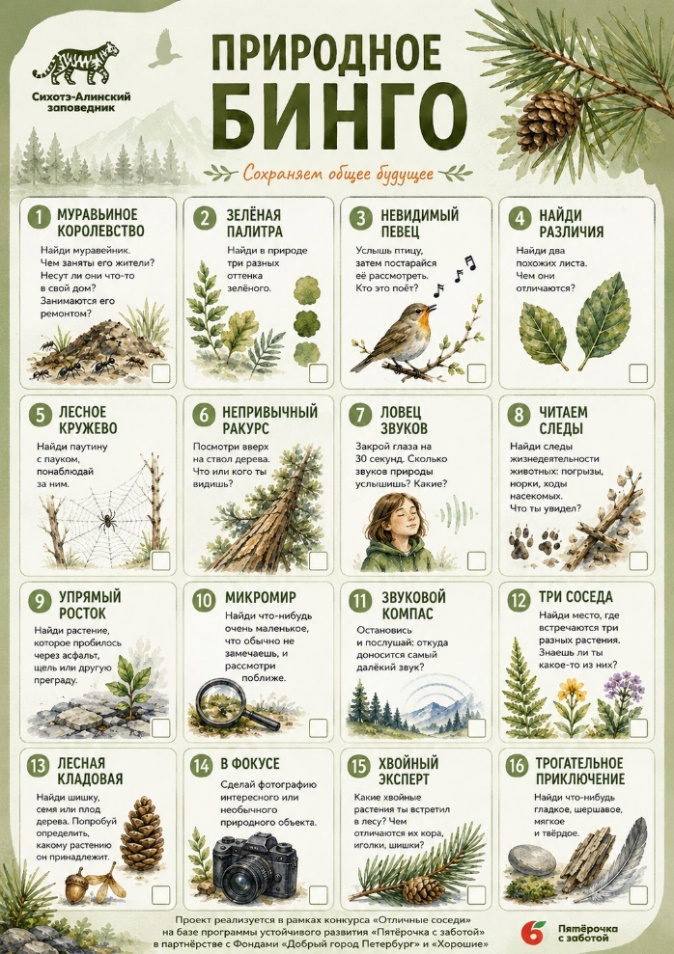 Сихотэ-Алинский
заповедник
ПРИРОДНОЕ
БИНГО
Сохраняем общее будущее
1 МУРАВЬИНОЕ
КОРОЛЕВСТВО
Найди муравейник.
Чем заняты его жители?
Несут ли они что-то
в свой дом?
Занимаются его
ремонтом?
2 ЗЕЛЁНАЯ
ПАЛИТРА
Найди в природе
три разных
оттенка
зелёного.
3 НЕВИДИМЫЙ
ПЕВЕЦ
Услышь птицу,
затем постарайся
её рассмотреть.
Кто это поёт?
4 НАЙДИ
РАЗЛИЧИЯ
Найди два
похожих листа.
Чем они
отличаются?
5 ЛЕСНОЕ
КРУЖЕВО
Найди паутину
с пауком,
понаблюдай
за ним.
6 НЕПРИВЫЧНЫЙ
РАКУРС
Посмотри вверх
на ствол дерева.
Что или кого ты
видишь?
7 ЛОВЕЦ
ЗВУКОВ
Закрой глаза на
30 секунд. Сколько
звуков природы
услышишь? Какие?
8 ЧИТАЕМ
СЛЕДЫ
Найди следы
жизнедеятельности
животных: погрызы,
норки, ходы
насекомых.
Что ты увидел?
9 УПРЯМЫЙ
РОСТОК
Найди растение,
которое пробилось
через асфальт,
щель или другую
преграду.
10 МИКРОМИР
Найди что-нибудь
очень маленькое,
что обычно не
замечаешь, и
рассмотри
поближе.
11 ЗВУКОВОЙ
КОМПАС
Остановись
и послушай: откуда
доносится самый
далёкий звук?
12 ТРИ СОСЕДА
Найди место, где
встречаются три
разных растения.
Знаешь ли ты
какое-то из них?
13 ЛЕСНАЯ
КЛАДОВАЯ
Найди шишку,
семя или плод
дерева. Попробуй
определить,
какому растению
он принадлежит.
14 В ФОКУСЕ
Сделай фотографию
интересного или
необычного
природного объекта.
15 ХВОЙНЫЙ
ЭКСПЕРТ
Какие хвойные
растения ты встретил
в лесу? Чем
отличаются их кора,
иголки, шишки?
16 ТРОГАТЕЛЬНОЕ
ПРИКЛЮЧЕНИЕ
Найди что-нибудь
гладкое, шершавое,
мягкое
и твёрдое.
Проект реализуется в рамках конкурса «Отличные соседи»
на базе программы устойчивого развития «Пятёрочка с заботой»
в партнёрстве с Фондами «Добрый город Петербург» и «Хорошие»
Пятёрочка
с заботой